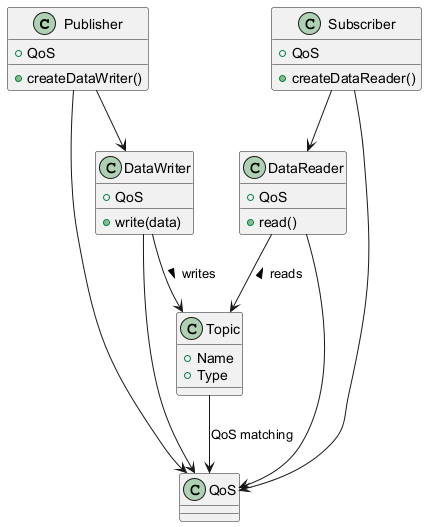 C Publisher
QoS
createDataWriter()
C Subscriber
QoS
createDataReader()
C DataWriter
QoS
write(data)
C DataReader
QoS
read()
writes
reads
C Topic
Name
Type
QoS matching
C QoS